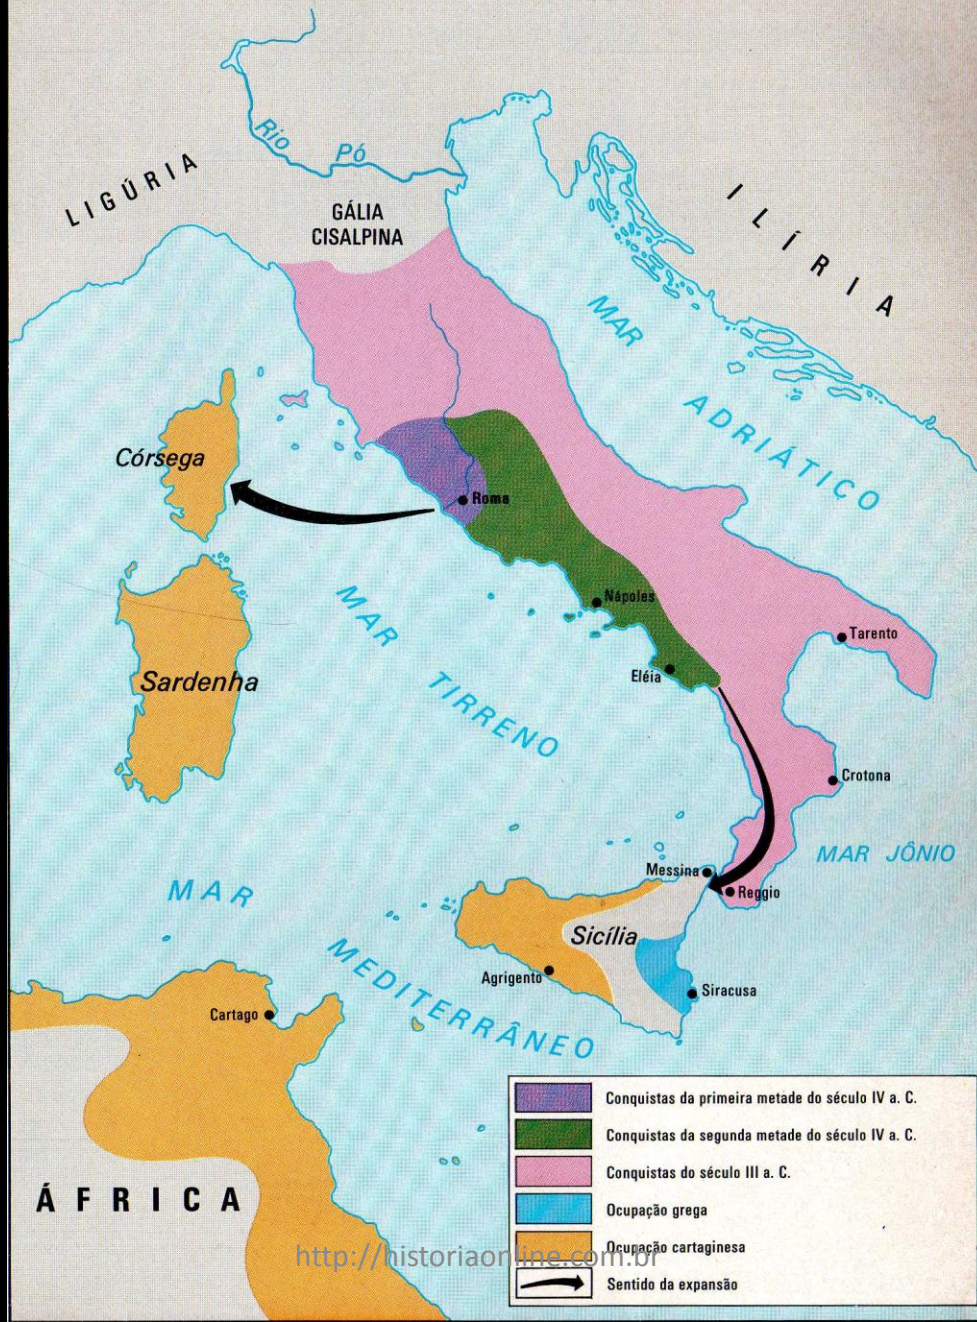 Rio Pó
LIGÚRIA
GÁLIA
CISALPINA
ILÍRIA
MAR
ADRIÁTICO
Córsega
Roma
Sardenha
MAR
TIRRENO
Nápoles
Eléia
Tarento
Crotona
MAR JÔNIO
Messina
Reggio
MAR
MEDITERRÂNEO
Sicília
Agrigento
Siracusa
Cartago
ÁFRICA
Conquistas da primeira metade do século IV a. C.
Conquistas da segunda metade do século IV a. C.
Conquistas do século III a. C.
Ocupação grega
Ocupação cartaginesa
http://historiaonline.com.br
Sentido da expansão